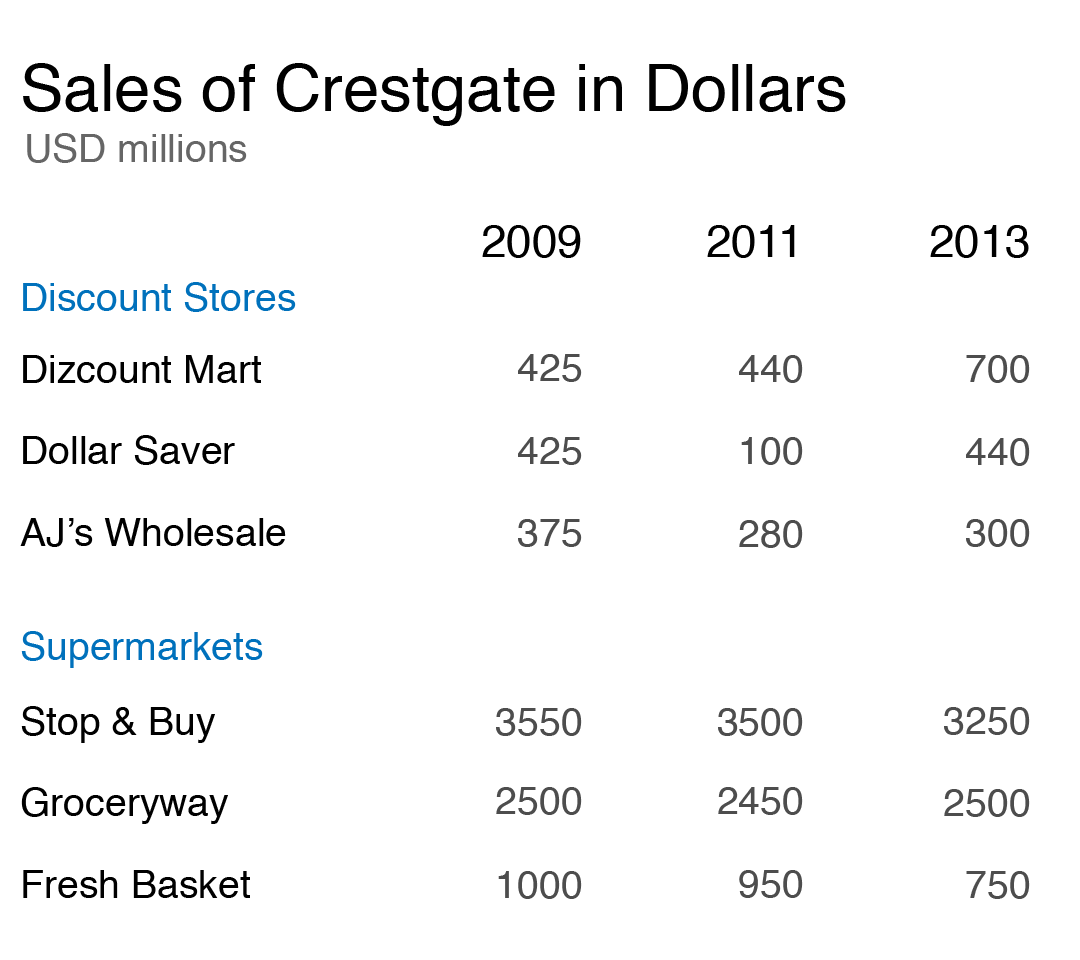 Sales of Crestgate in Dollars
USD millions
2009 2011 2013
Discount Stores
Dizcount Mart 425 440 700
Dollar Saver 425 100 440
AJ’s Wholesale 375 280 300
Supermarkets
Stop & Buy 3550 3500 3250
Groceryway 2500 2450 2500
Fresh Basket 1000 950 750